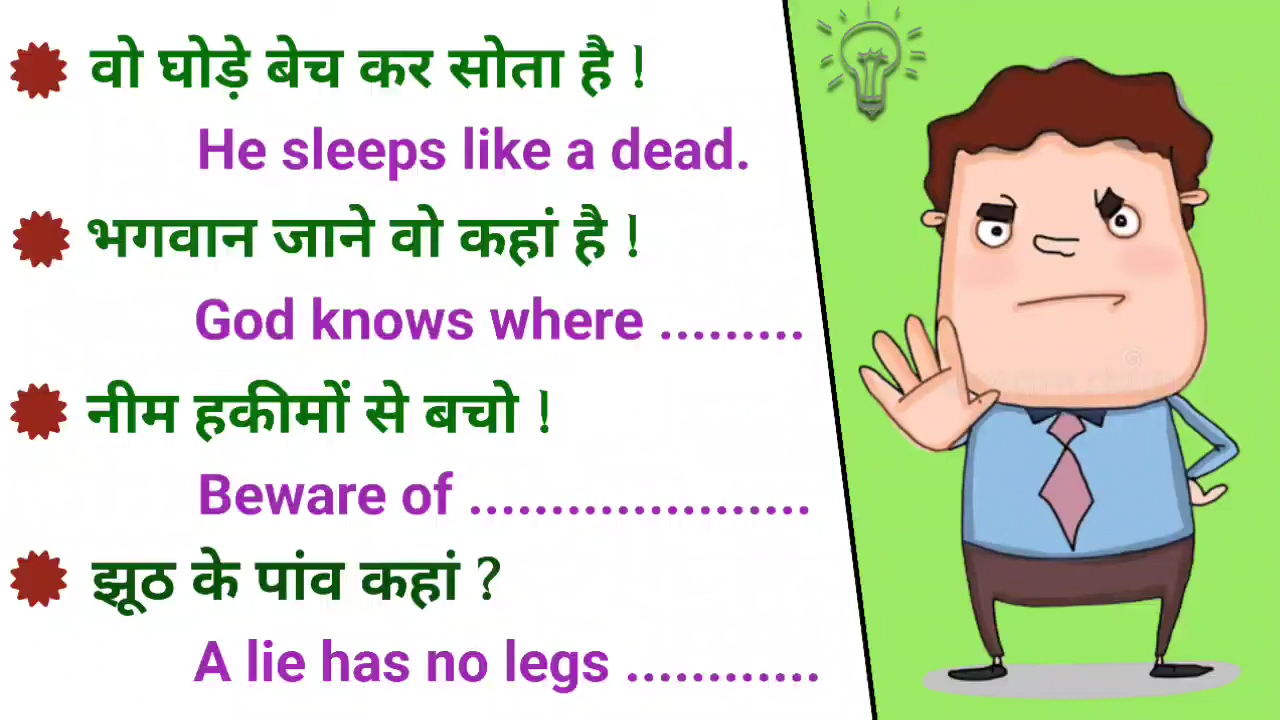 वो घोड़े बेच कर सोता है !
He sleeps like a dead.
भगवान जाने वो कहां है !
God knows where .........
नीम हकीमों से बचो !
Beware of .....................
झूठ के पांव कहां ?
A lie has no legs ............